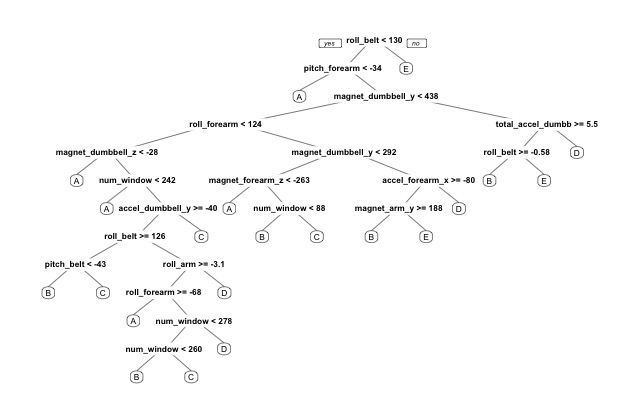 yes roll_belt < 130 no
pitch_forearm < -34 E
A magnet_dumbbell_y < 438
roll_forearm < 124 total_accel_dumbb >= 5.5
magnet_dumbbell_z < -28 magnet_dumbbell_y < 292 roll_belt >= -0.58 D
A num_window < 242 magnet_forearm_z < -263 accel_forearm_x >= -80 B E
A accel_dumbbell_y >= -40 A num_window < 88 magnet_arm_y >= 188 D
roll_belt >= 126 C B C B E
pitch_belt < -43 roll_arm >= -3.1
B C roll_forearm >= -68 D
A num_window < 278
num_window < 260 D
B C